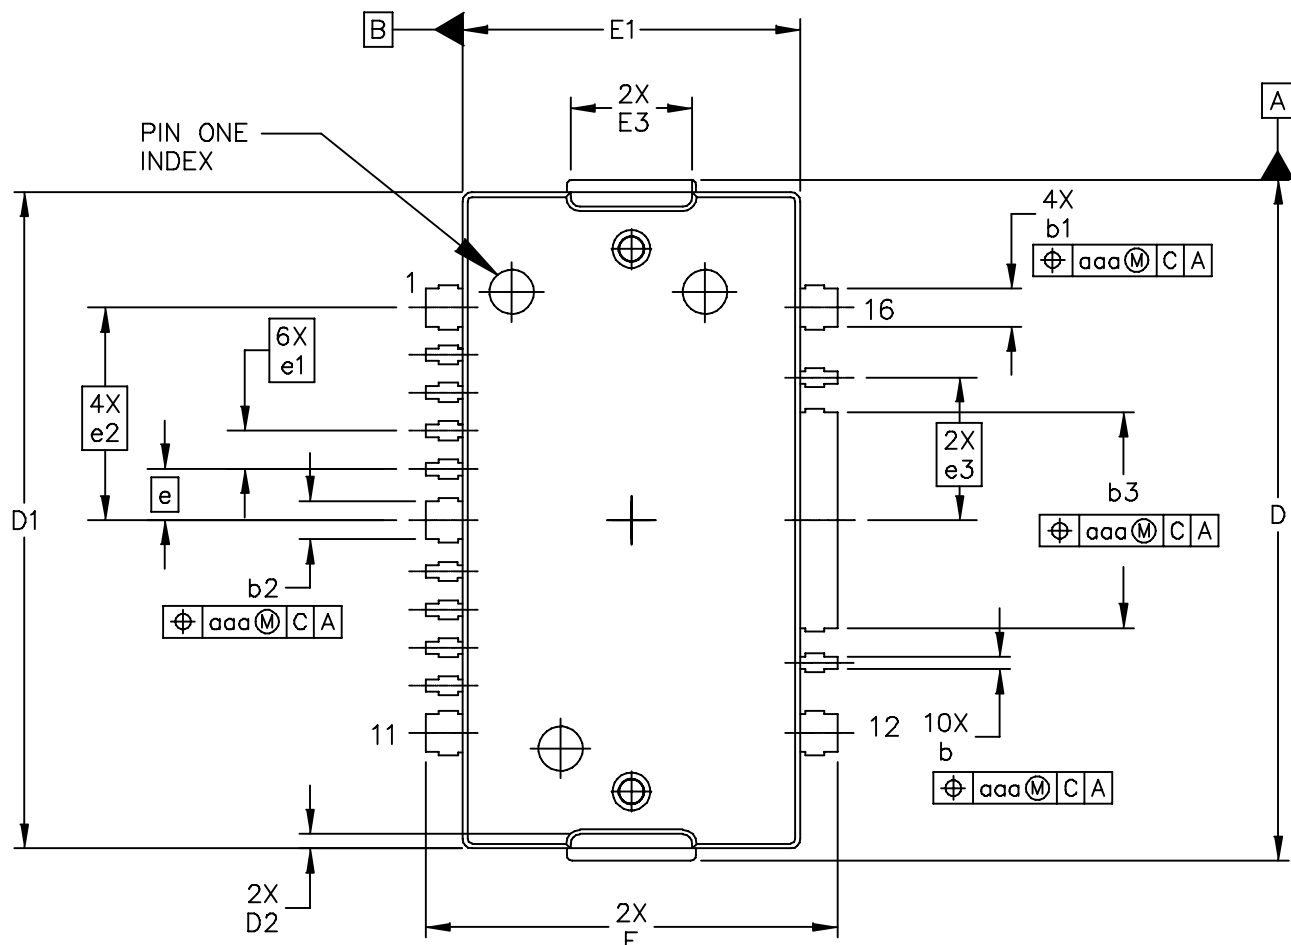 B
E1
A
2X
E3
PIN ONE
INDEX
4X
b1
⌖ aaa Ⓜ C A
1
16
6X
e1
4X
e2
2X
e3
e
b3
⌖ aaa Ⓜ C A
D1
D
b2
⌖ aaa Ⓜ C A
11
12
10X
b
⌖ aaa Ⓜ C A
2X
D2
2X